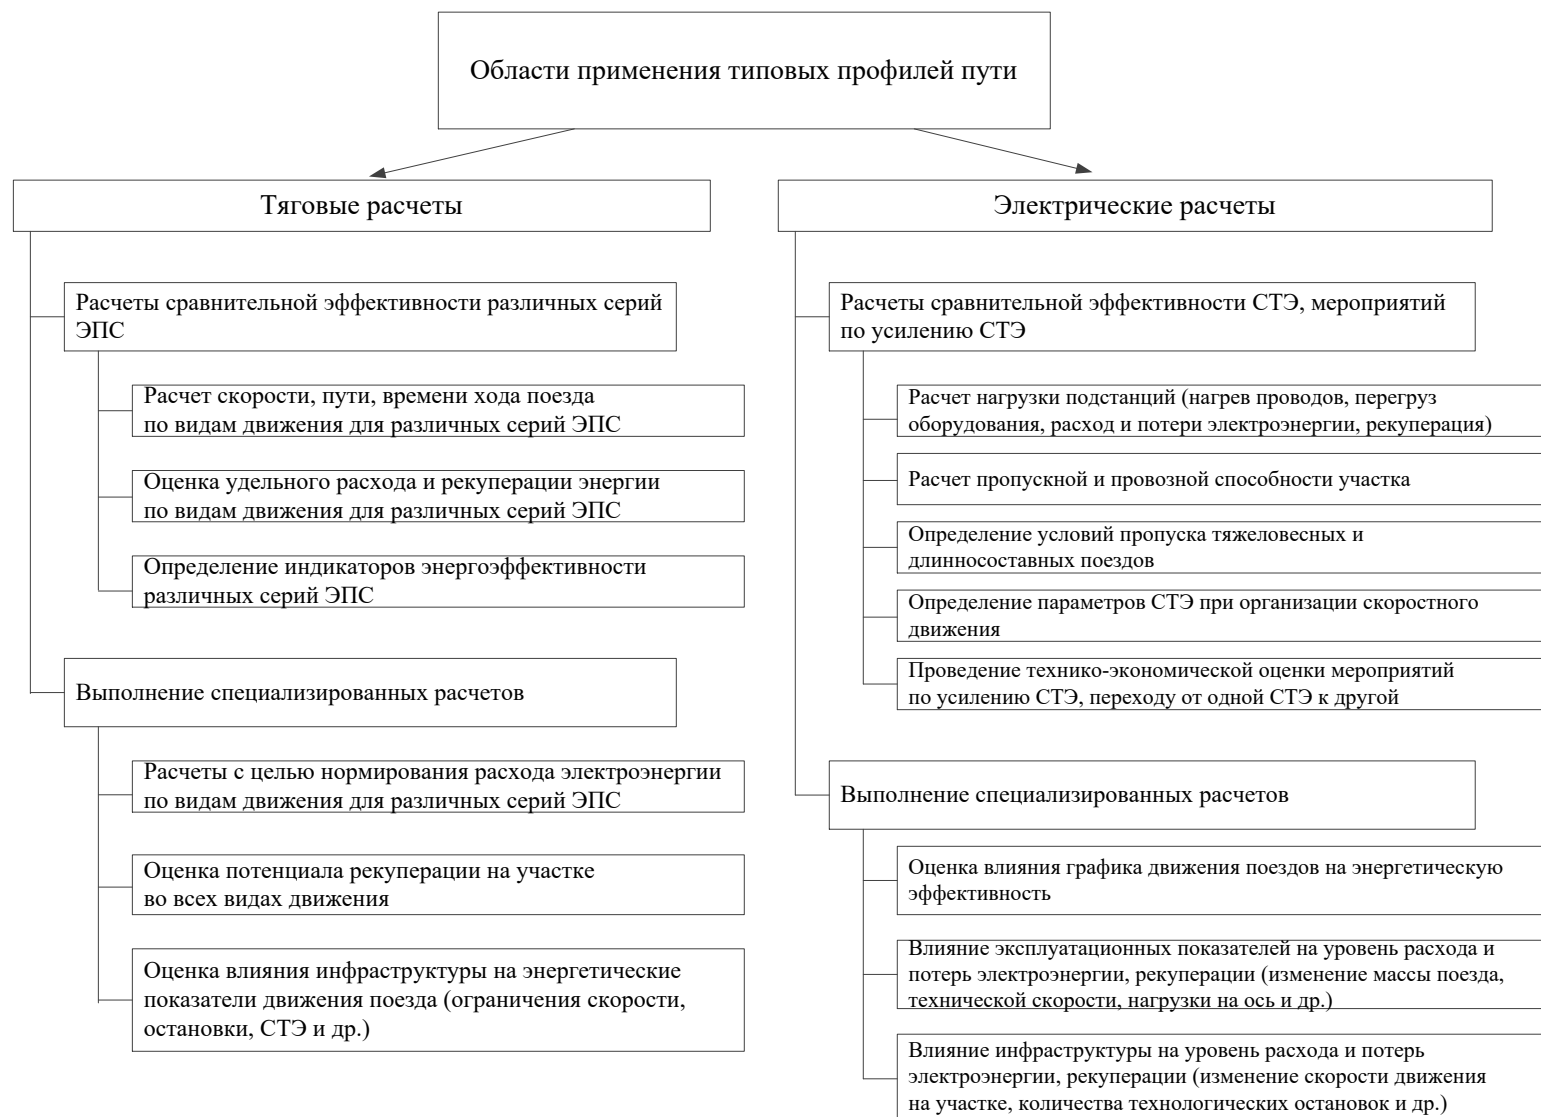 Области применения типовых профилей пути
Тяговые расчеты
Расчеты сравнительной эффективности различных серий
ЭПС
Расчет скорости, пути, времени хода поезда
по видам движения для различных серий ЭПС
Оценка удельного расхода и рекуперации энергии
по видам движения для различных серий ЭПС
Определение индикаторов энергоэффективности
различных серий ЭПС
Выполнение специализированных расчетов
Расчеты с целью нормирования расхода электроэнергии
по видам движения для различных серий ЭПС
Оценка потенциала рекуперации на участке
во всех видах движения
Оценка влияния инфраструктуры на энергетические
показатели движения поезда (ограничения скорости,
остановки, СТЭ и др.)
Электрические расчеты
Расчеты сравнительной эффективности СТЭ, мероприятий
по усилению СТЭ
Расчет нагрузки подстанций (нагрев проводов, перегруз
оборудования, расход и потери электроэнергии, рекуперация)
Расчет пропускной и провозной способности участка
Определение условий пропуска тяжеловесных и
длинносоставных поездов
Определение параметров СТЭ при организации скоростного
движения
Проведение технико-экономической оценки мероприятий
по усилению СТЭ, переходу от одной СТЭ к другой
Выполнение специализированных расчетов
Оценка влияния графика движения поездов на энергетическую
эффективность
Влияние эксплуатационных показателей на уровень расхода и
потерь электроэнергии, рекуперации (изменение массы поезда,
технической скорости, нагрузки на ось и др.)
Влияние инфраструктуры на уровень расхода и потерь
электроэнергии, рекуперации (изменение скорости движения
на участке, количества технологических остановок и др.)